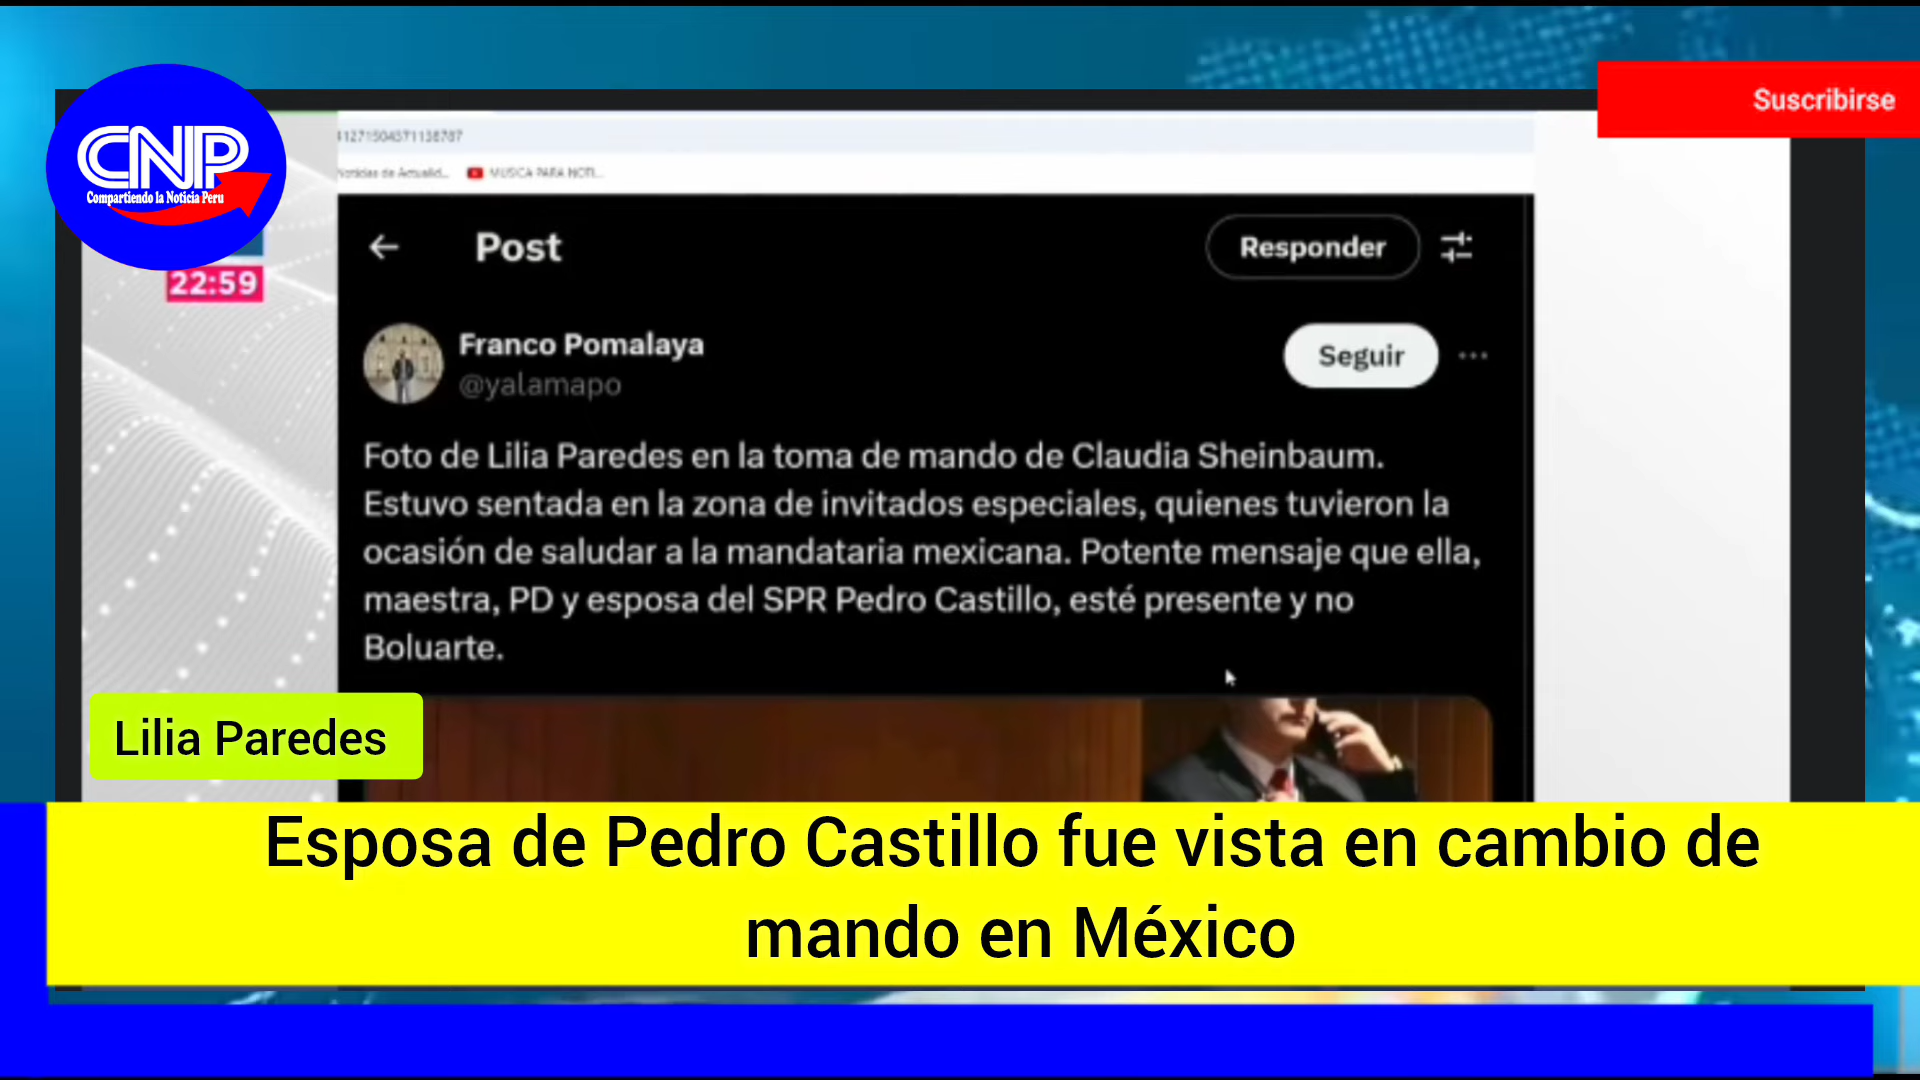 Suscribirse
CNP
Compartiendo la Noticia Peru
22:59
Post
Responder
Franco Pomalaya
Seguir
@yalamapo
Foto de Lilia Paredes en la toma de mando de Claudia Sheinbaum.
Estuvo sentada en la zona de invitados especiales, quienes tuvieron la
ocasión de saludar a la mandataria mexicana. Potente mensaje que ella,
maestra, PD y esposa del SPR Pedro Castillo, esté presente y no
Boluarte.
Lilia Paredes
Esposa de Pedro Castillo fue vista en cambio de
mando en México